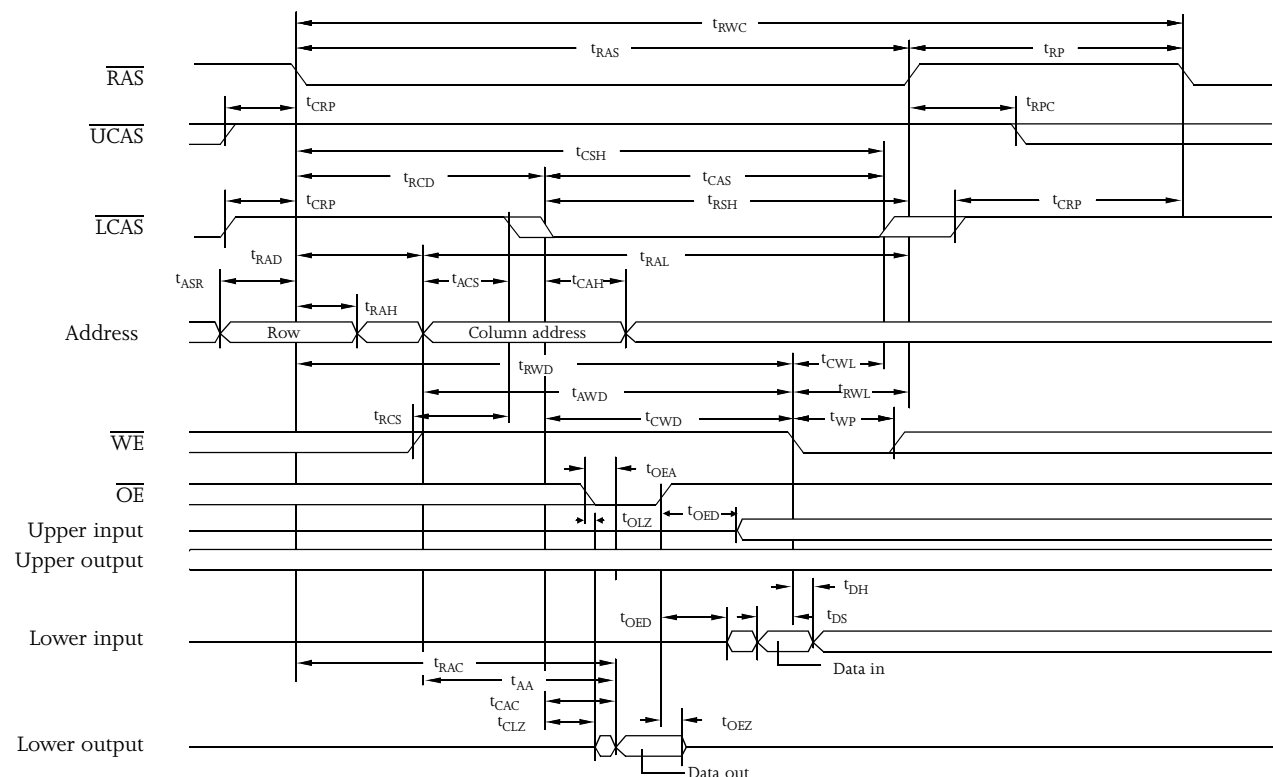 tRWC
tRAS tRP
RAS
tCRP tRPC
UCAS
tCSH
tRCD tCAS
tCRP tRSH tCRP
LCAS
tRAD tRAL
tASR tACS tCAH
tRAH
Address Row Column address
tRWD tCWL
tAWD tRWL
tRCS tCWD tWP
WE
tOEA
OE
tOLZ tOED
Upper input
Upper output
tDH
tOED tDS
Lower input
Data in
tRAC
tAA
tCAC
tCLZ tOEZ
Lower output
Data out